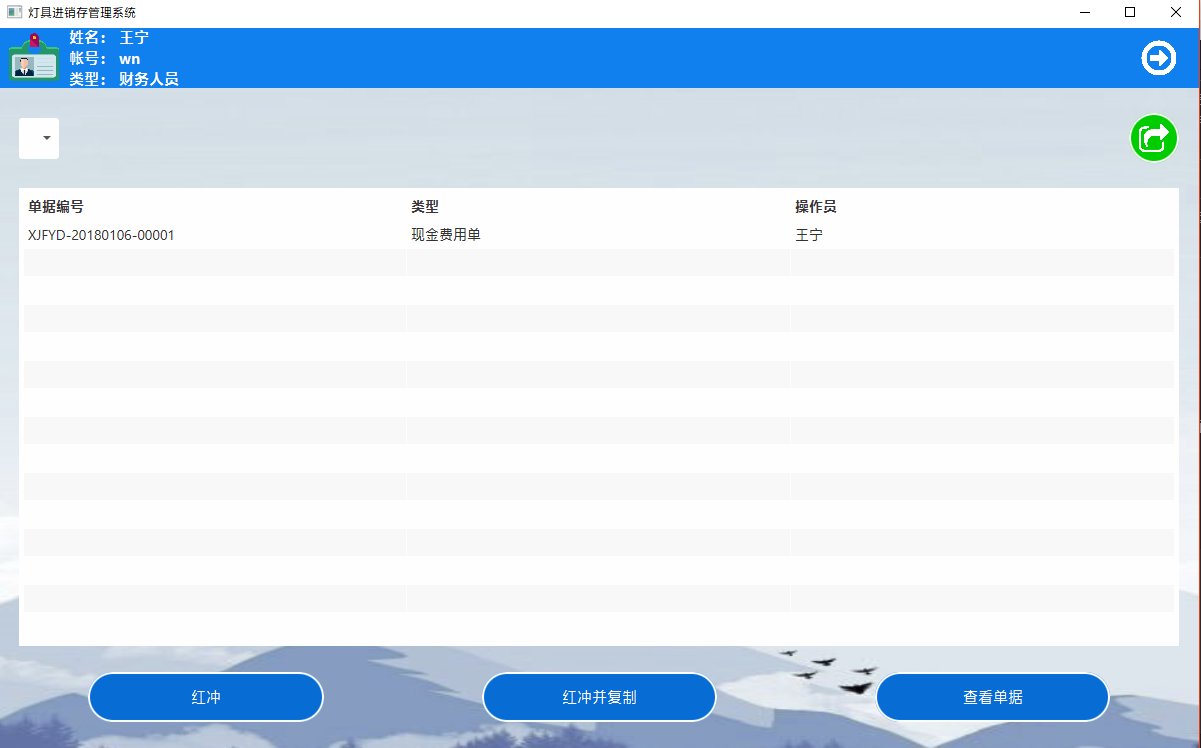 灯具进销存管理系统
姓名： 王宁
帐号： wn
类型： 财务人员
单据编号 类型 操作员
XJFYD-20180106-00001 现金费用单 王宁
红冲 红冲并复制 查看单据